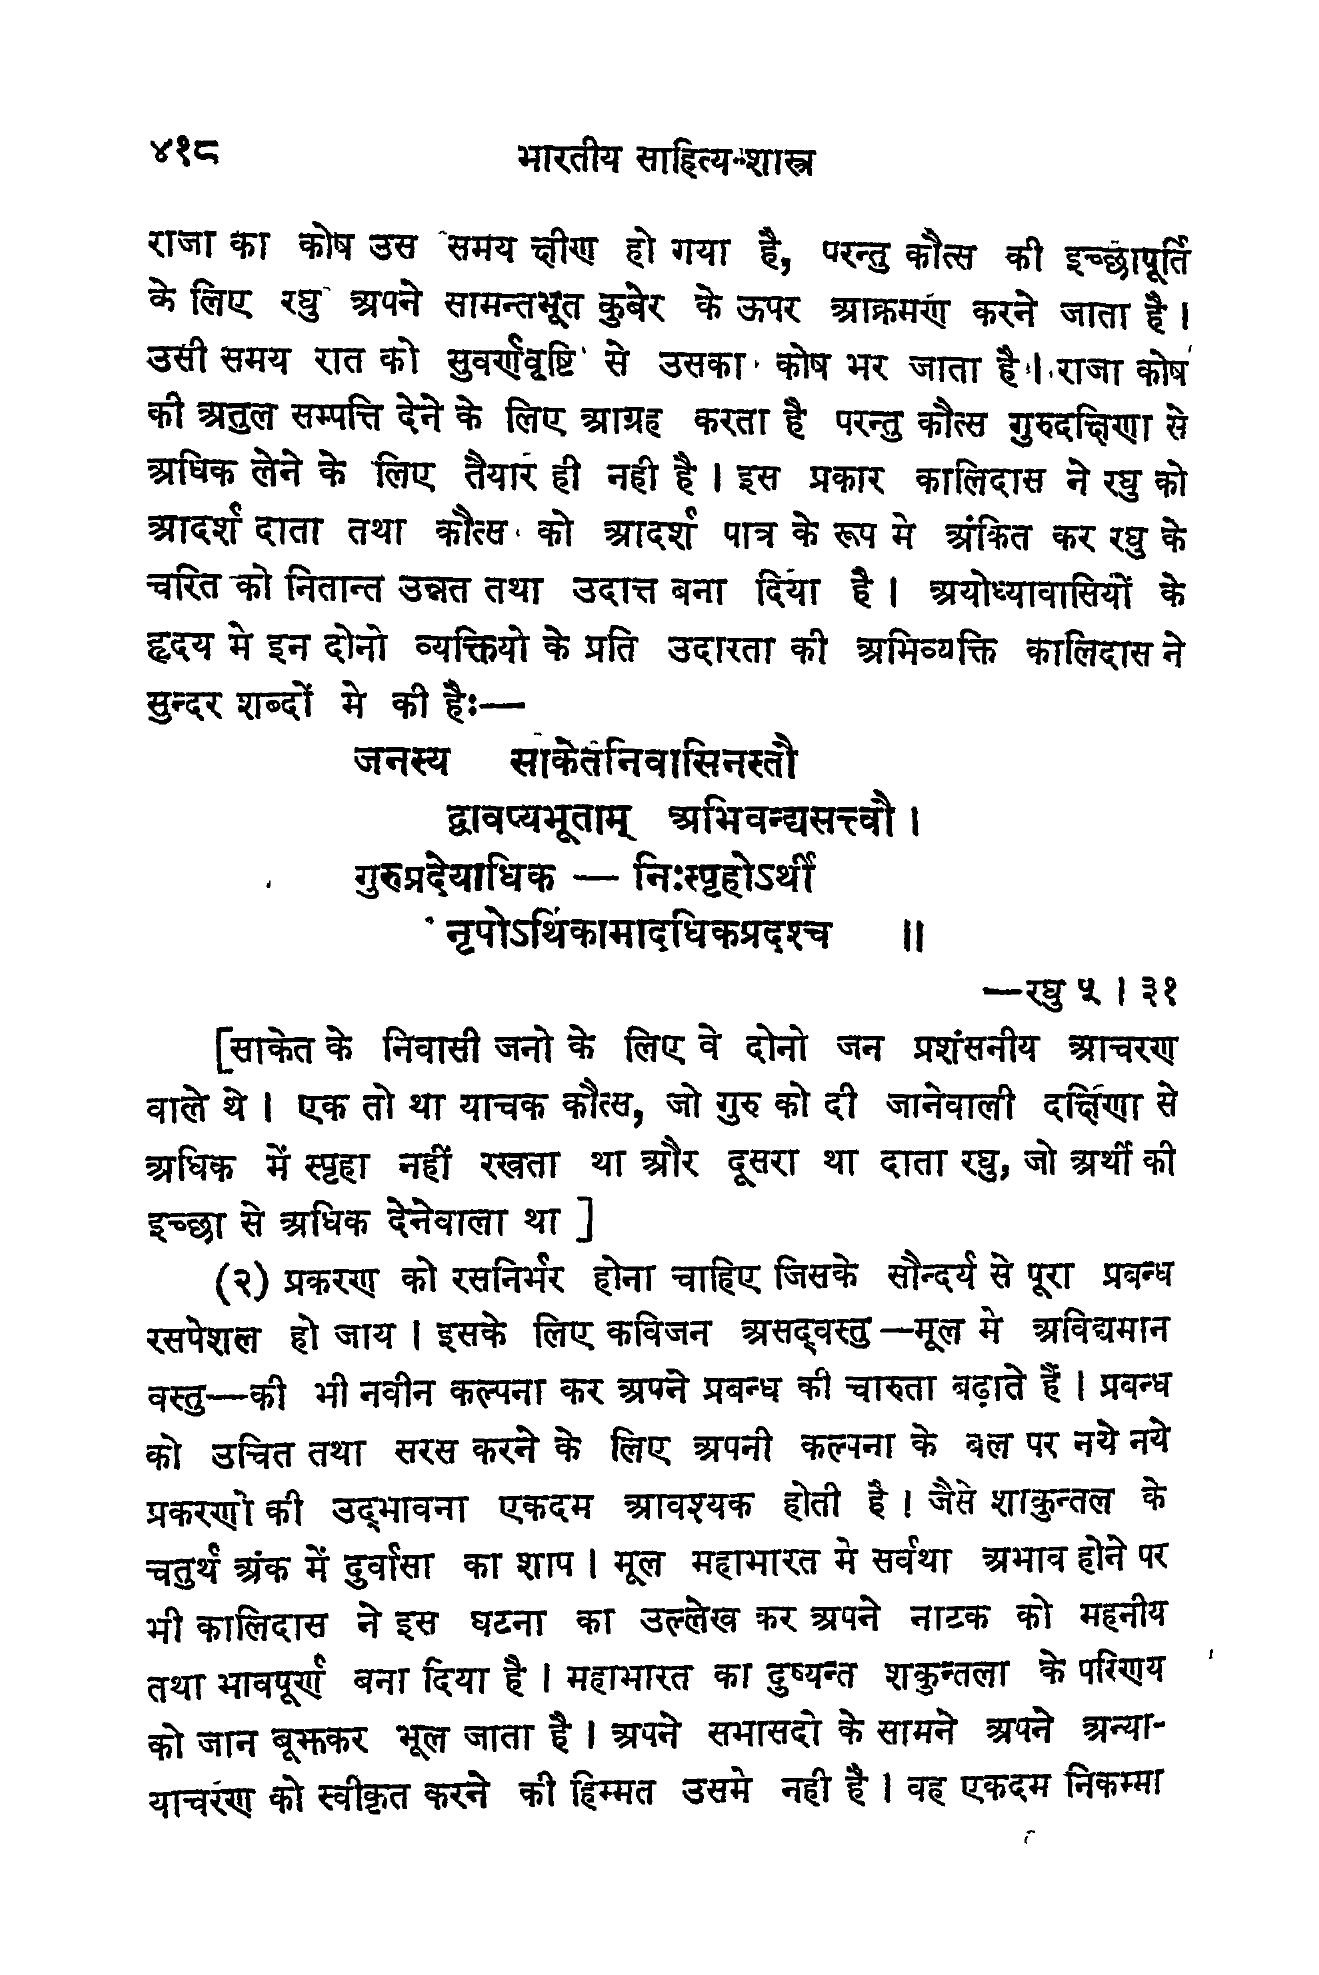 ४१८ भारतीय साहित्य-शास्त्र
राजा का कोष उस समय क्षीण हो गया है, परन्तु कौत्स की इच्छापूर्ति
के लिए रघु अपने सामन्तभूत कुबेर के ऊपर आक्रमण करने जाता है।
उसी समय रात को सुवर्णवृष्टि से उसका कोष भर जाता है। राजा कोष
की अतुल सम्पत्ति देने के लिए आग्रह करता है परन्तु कौत्स गुरुदक्षिणा से
अधिक लेने के लिए तैयार ही नही है। इस प्रकार कालिदास ने रघु को
आदर्श दाता तथा कौत्स को आदर्श पात्र के रूप मे अंकित कर रघु के
चरित को नितान्त उन्नत तथा उदात्त बना दिया है। अयोध्यावासियों के
हृदय मे इन दोनो व्यक्तियो के प्रति उदारता की अभिव्यक्ति कालिदास ने
सुन्दर शब्दों मे की है:—
जनस्य साकेतनिवासिनस्तौ
द्वावप्यभूताम् अभिवन्द्यसत्त्वौ।
गुरुप्रदेयाधिक — निःस्पृहोऽर्थी
नृपोऽर्थिकामादधिकप्रदश्च ॥
—रघु ५। ३१
[साकेत के निवासी जनो के लिए वे दोनो जन प्रशंसनीय आचरण
वाले थे। एक तो था याचक कौत्स, जो गुरु को दी जानेवाली दक्षिणा से
अधिक में स्पृहा नहीं रखता था और दूसरा था दाता रघु, जो अर्थी की
इच्छा से अधिक देनेवाला था ]
(२) प्रकरण को रसनिर्भर होना चाहिए जिसके सौन्दर्य से पूरा प्रबन्ध
रसपेशल हो जाय। इसके लिए कविजन असद्वस्तु—मूल मे अविद्यमान
वस्तु—की भी नवीन कल्पना कर अपने प्रबन्ध की चारुता बढ़ाते हैं। प्रबन्ध
को उचित तथा सरस करने के लिए अपनी कल्पना के बल पर नये नये
प्रकरणो की उद्भावना एकदम आवश्यक होती है। जैसे शाकुन्तल के
चतुर्थ अंक में दुर्वासा का शाप। मूल महाभारत मे सर्वथा अभाव होने पर
भी कालिदास ने इस घटना का उल्लेख कर अपने नाटक को महनीय
तथा भावपूर्ण बना दिया है। महाभारत का दुष्यन्त शकुन्तला के परिणय
को जान बूझकर भूल जाता है। अपने सभासदो के सामने अपने अन्या-
याचरण को स्वीकृत करने की हिम्मत उसमे नही है। वह एकदम निकम्मा